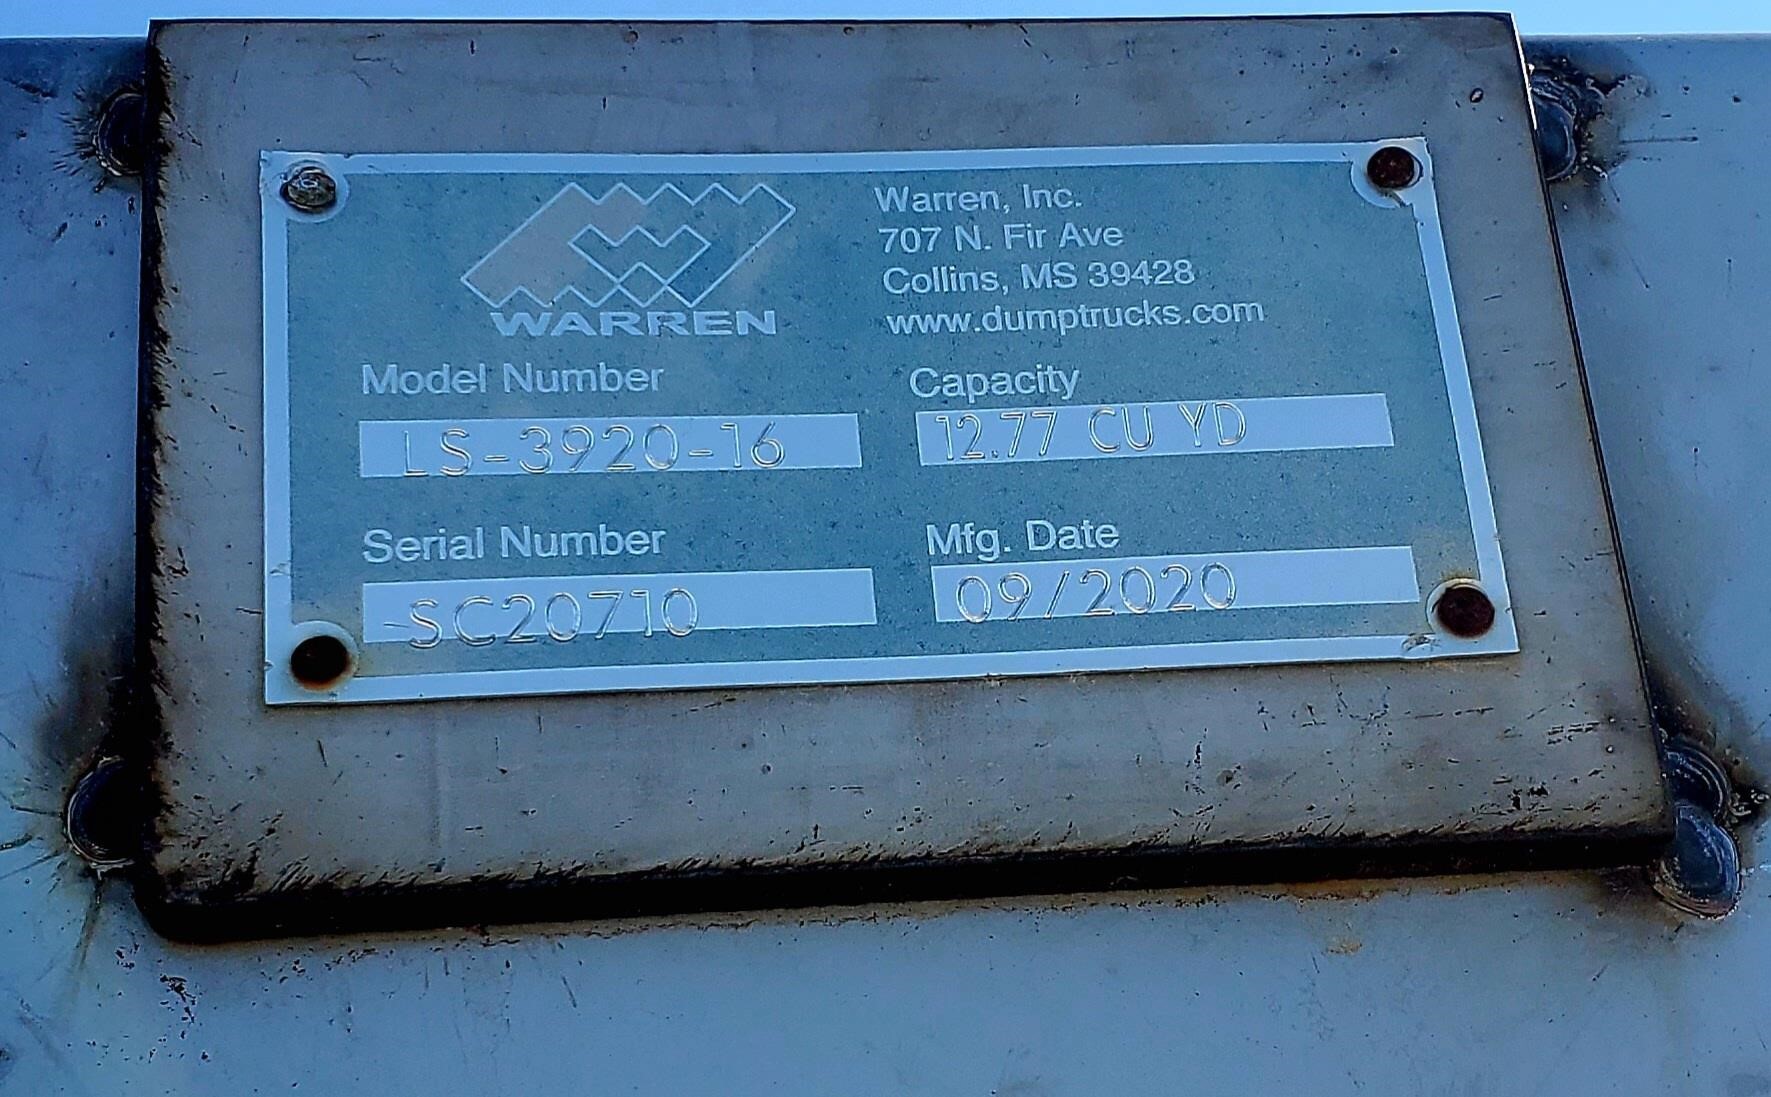 WARREN
Warren, Inc.
707 N. Fir Ave
Collins, MS 39428
www.dumptrucks.com
Model Number
LS-3920-16
Capacity
12.77 CU YD
Serial Number
SC20710
Mfg. Date
09/2020